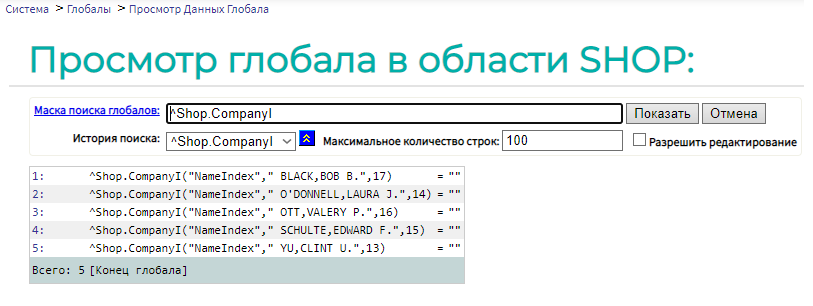 Система > Глобалы > Просмотр Данных Глобала
Просмотр глобала в области SHOP:
Маска поиска глобалов: ^Shop.CompanyI Показать Отмена
История поиска: ^Shop.CompanyI Максимальное количество строк: 100 Разрешить редактирование
1: ^Shop.CompanyI("NameIndex"," BLACK,BOB B.",17) = ""
2: ^Shop.CompanyI("NameIndex"," O'DONNELL,LAURA J.",14) = ""
3: ^Shop.CompanyI("NameIndex"," OTT,VALERY P.",16) = ""
4: ^Shop.CompanyI("NameIndex"," SCHULTE,EDWARD F.",15) = ""
5: ^Shop.CompanyI("NameIndex"," YU,CLINT U.",13) = ""
Всего: 5 [Конец глобала]